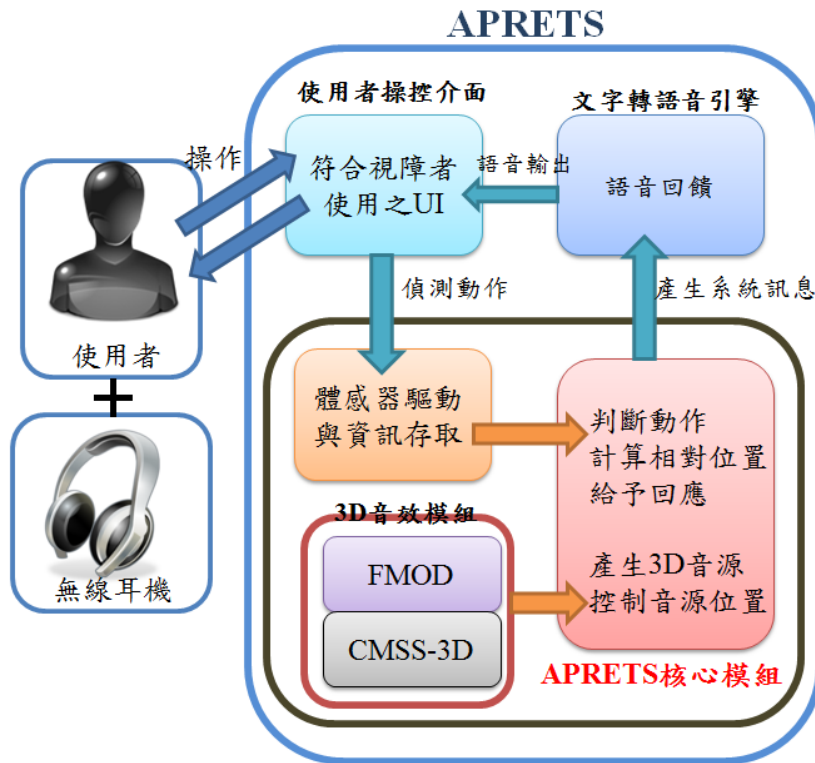 APRETS
使用者操控介面
文字轉語音引擎
操作
符合視障者
使用之UI
語音輸出
語音回饋
偵測動作
產生系統訊息
使用者
+
無線耳機
體感器驅動
與資訊存取
判斷動作
計算相對位置
給予回應
3D音效模組
FMOD
CMSS-3D
產生3D音源
控制音源位置
APRETS核心模組